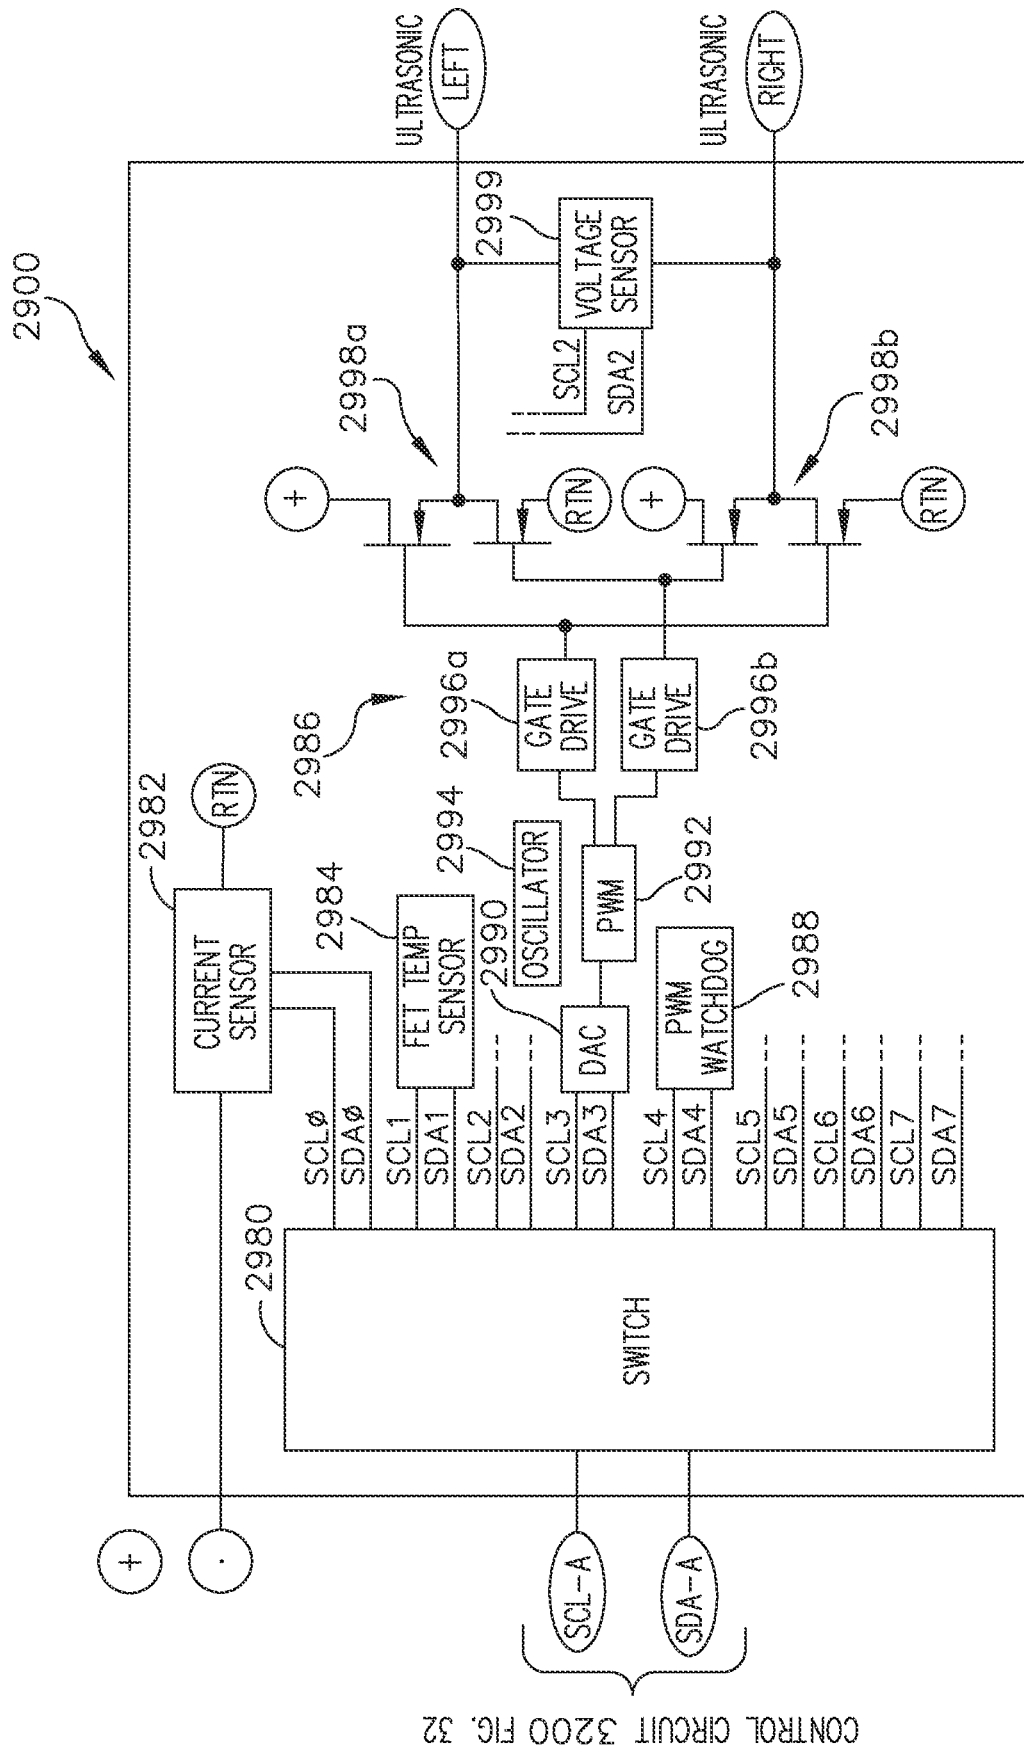 2900
ULTRASONIC
LEFT
ULTRASONIC
RIGHT
2999
VOLTAGE
SENSOR
SCL2
SDA2
2998a
2998b
+
RTN
+
RTN
2986
2996a
GATE
DRIVE
GATE
DRIVE
2996b
2982
RTN
CURRENT
SENSOR
2984
FET TEMP
SENSOR
2994
OSCILLATOR
2990
DAC
PWM
2992
PWM
WATCHDOG
2988
SCLØ
SDAØ
SCL1
SDA1
SCL2
SDA2
SCL3
SDA3
SCL4
SDA4
SCL5
SDA5
SCL6
SDA6
SCL7
SDA7
2980
SWITCH
+
SCL-A
SDA-A
CONTROL CIRCUIT 3200 FIG. 32